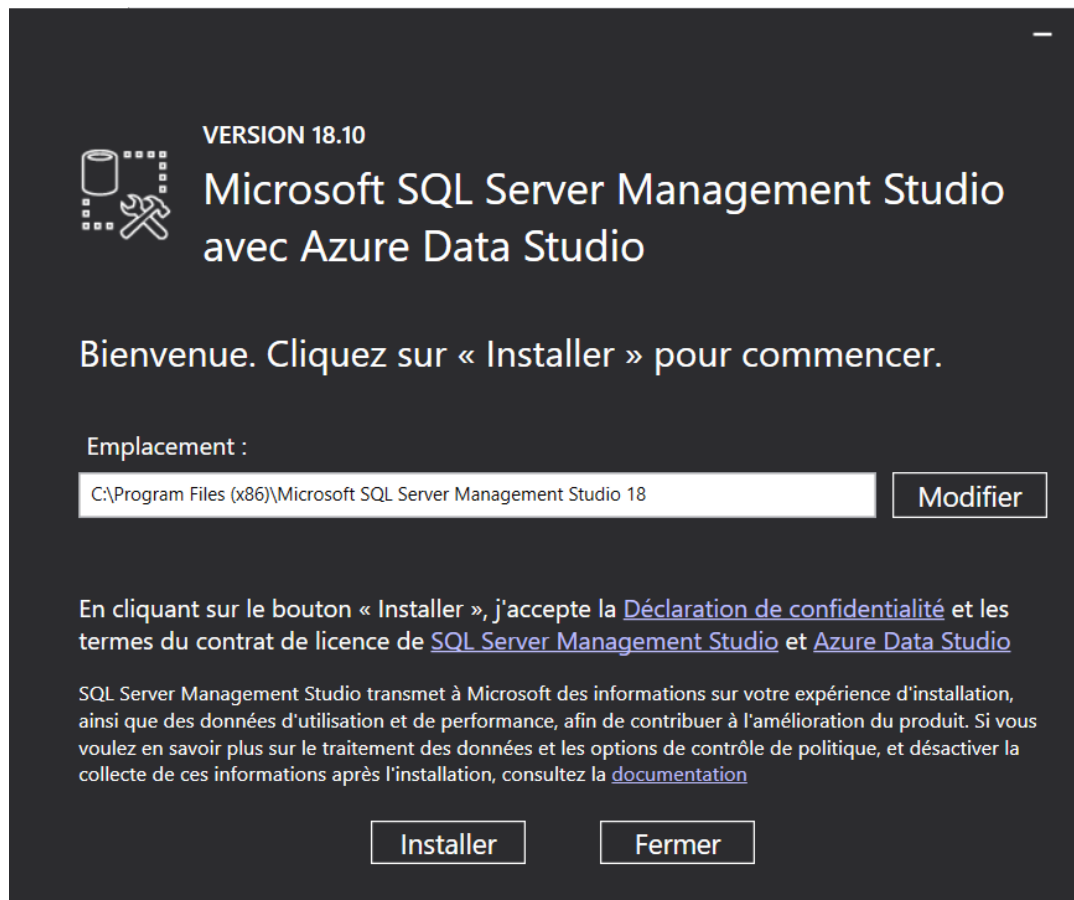 VERSION 18.10
Microsoft SQL Server Management Studio
avec Azure Data Studio
Bienvenue. Cliquez sur « Installer » pour commencer.
Emplacement :
C:\Program Files (x86)\Microsoft SQL Server Management Studio 18
Modifier
En cliquant sur le bouton « Installer », j'accepte la Déclaration de confidentialité et les
termes du contrat de licence de SQL Server Management Studio et Azure Data Studio
SQL Server Management Studio transmet à Microsoft des informations sur votre expérience d'installation,
ainsi que des données d'utilisation et de performance, afin de contribuer à l'amélioration du produit. Si vous
voulez en savoir plus sur le traitement des données et les options de contrôle de politique, et désactiver la
collecte de ces informations après l'installation, consultez la documentation
Installer
Fermer